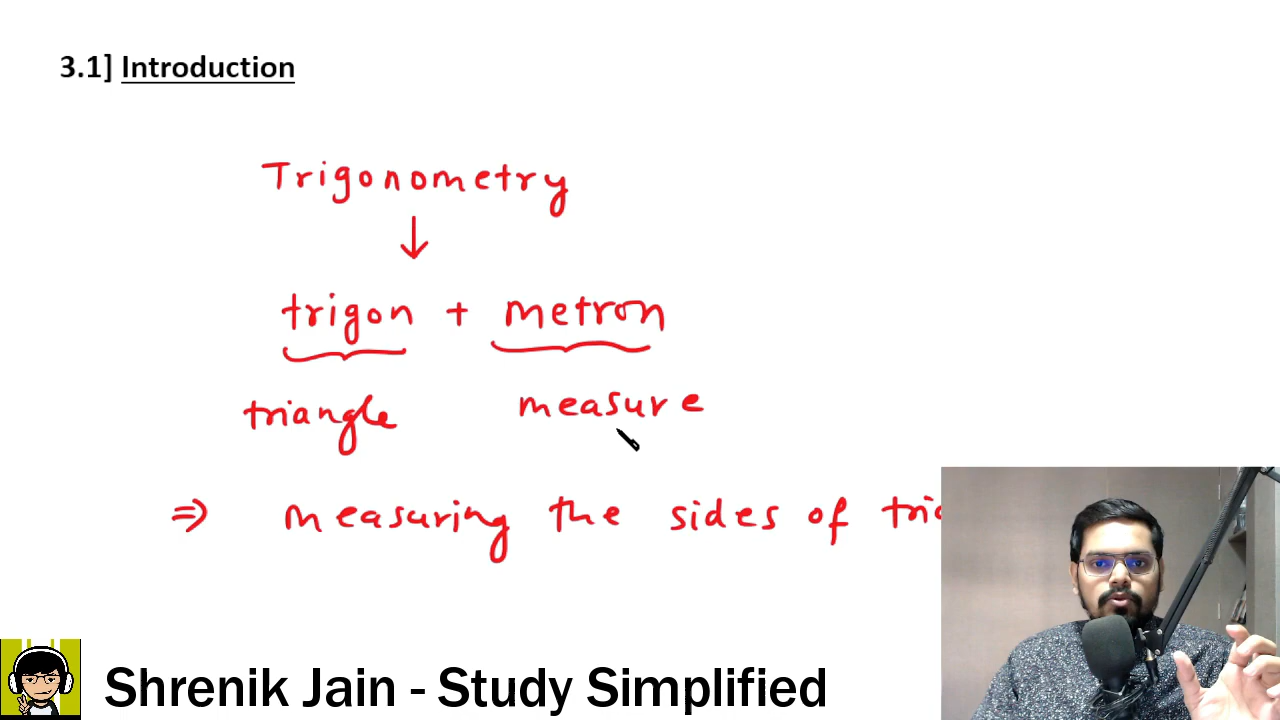 3.1] Introduction
Trigonometry
↓
trigon + metron
triangle measure
⇒ measuring the sides of
Shrenik Jain - Study Simplified